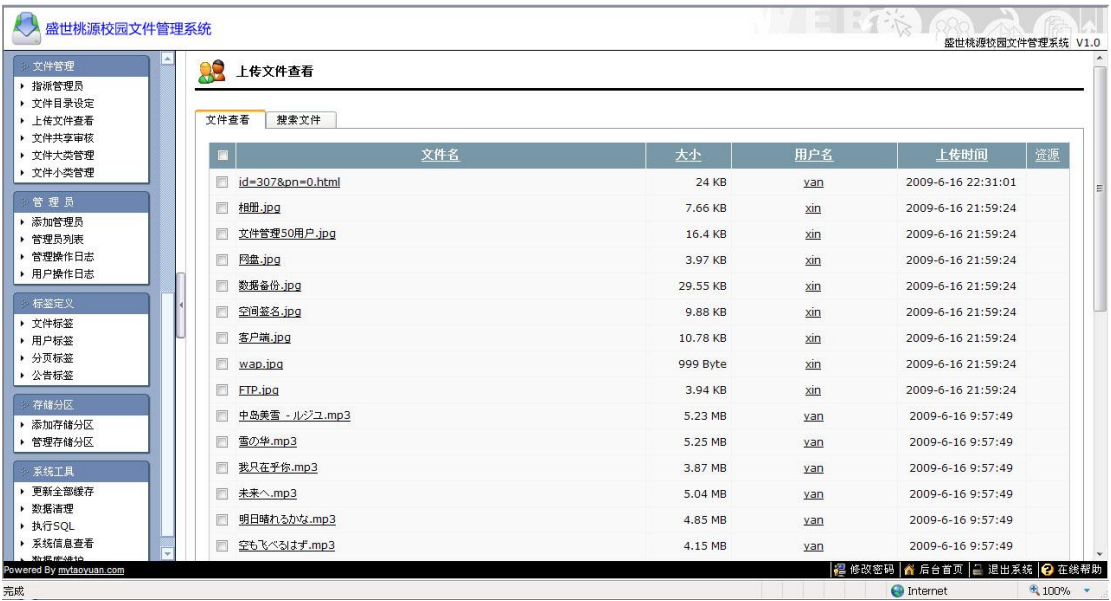 盛世桃源校园文件管理系统
盛世桃源校园文件管理系统 V1.0
文件管理
指派管理员
文件目录设定
上传文件查看
文件共享审核
文件大类管理
文件小类管理
管 理 员
添加管理员
管理员列表
管理操作日志
用户操作日志
标签定义
文件标签
用户标签
分页标签
公告标签
存储分区
添加存储分区
管理存储分区
系统工具
更新全部缓存
数据清理
执行SQL
系统信息查看
数据库维护
上传文件查看
文件查看 搜索文件
文件名 大小 用户名 上传时间 资源
id=307&pn=0.html 24 KB yan 2009-6-16 22:31:01
相册.jpg 7.66 KB xin 2009-6-16 21:59:24
文件管理50用户.jpg 16.4 KB xin 2009-6-16 21:59:24
网盘.jpg 3.97 KB xin 2009-6-16 21:59:24
数据备份.jpg 29.55 KB xin 2009-6-16 21:59:24
空间签名.jpg 9.88 KB xin 2009-6-16 21:59:24
客户端.jpg 10.78 KB xin 2009-6-16 21:59:24
wap.jpg 999 Byte xin 2009-6-16 21:59:24
FTP.jpg 3.94 KB xin 2009-6-16 21:59:24
中岛美雪 - ルジユ.mp3 5.23 MB yan 2009-6-16 9:57:49
雪の华.mp3 5.25 MB yan 2009-6-16 9:57:49
我只在乎你.mp3 3.87 MB yan 2009-6-16 9:57:49
未来へ.mp3 5.04 MB yan 2009-6-16 9:57:49
明日晴れるかな.mp3 4.85 MB yan 2009-6-16 9:57:49
空も飞べるはず.mp3 4.15 MB yan 2009-6-16 9:57:49
Powered By mytaoyuan.com
修改密码 后台首页 退出系统 在线帮助
完成 Internet 100%